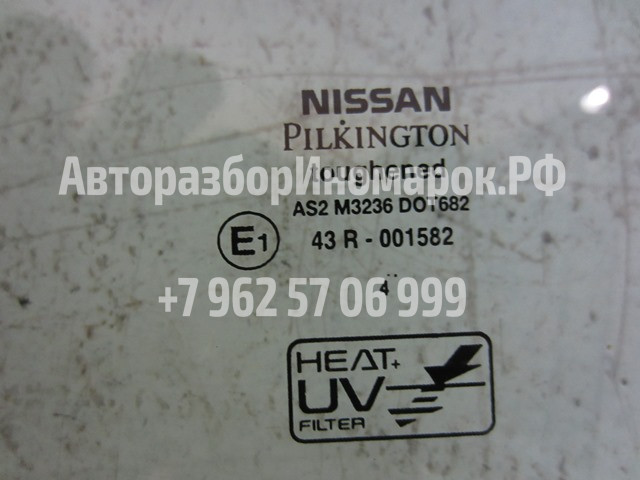 NISSAN
PILKINGTON
toughened
АвторазборИномарок.РФ
AS2 M3236 DOT682
E1 43 R - 001582
4
+7 962 57 06 999
HEAT+
UV
FILTER